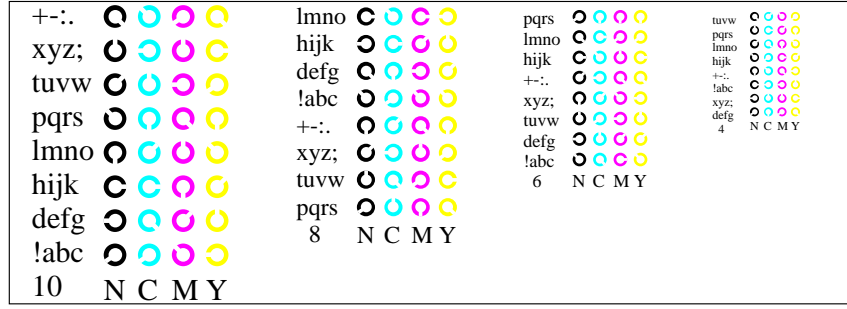 +-:.
xyz;
tuvw
pqrs
lmno
hijk
defg
!abc
10 N C M Y
lmno
hijk
defg
!abc
+-:.
xyz;
tuvw
pqrs
8 N C M Y
pqrs
lmno
hijk
+-:.
xyz;
tuvw
defg
!abc
6 N C M Y
tuvw
pqrs
lmno
hijk
+-:.
!abc
xyz;
defg
4 N C M Y